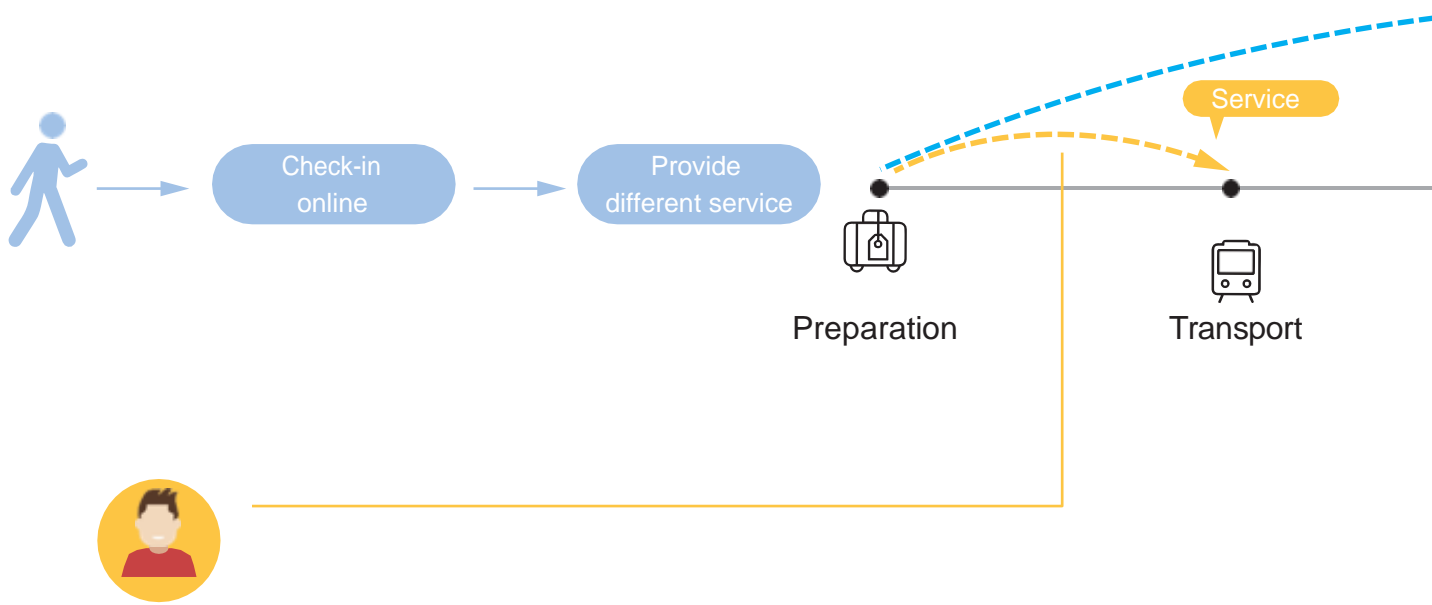 Service
Check-in
online
Provide
different service
Preparation
Transport